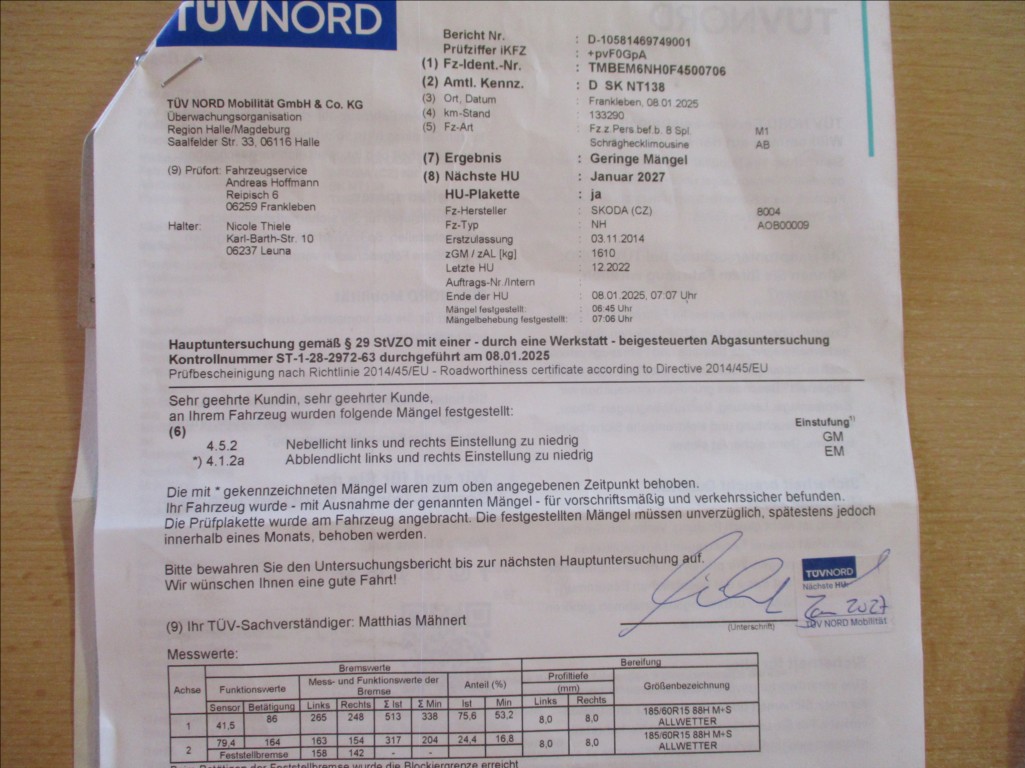 TÜVNORD
Bericht Nr. : D-10581469749001
Prüfziffer iKFZ : +pvF0GpA
(1) Fz-Ident.-Nr. : TMBEM6NH0F4500706
(2) Amtl. Kennz. : D SK NT138
(3) Ort, Datum : Frankleben, 08.01.2025
(4) km-Stand : 133290
(5) Fz-Art : Fz.z.Pers.bef.b. 8 Spl. M1
Schräghecklimousine AB
(7) Ergebnis : Geringe Mängel
(8) Nächste HU : Januar 2027
HU-Plakette : ja
Fz-Hersteller : SKODA (CZ) 8004
Fz-Typ : NH AOB00009
Erstzulassung : 03.11.2014
zGM / zAL [kg] : 1610
Letzte HU : 12.2022
Auftrags-Nr./Intern :
Ende der HU : 08.01.2025, 07:07 Uhr
Mängel festgestellt: : 06:45 Uhr
Mängelbehebung festgestellt: : 07:06 Uhr
TÜV NORD Mobilität GmbH & Co. KG
Überwachungsorganisation
Region Halle/Magdeburg
Saalfelder Str. 33, 06116 Halle
(9) Prüfort: Fahrzeugservice
Andreas Hoffmann
Reipisch 6
06259 Frankleben
Halter: Nicole Thiele
Karl-Barth-Str. 10
06237 Leuna
Hauptuntersuchung gemäß § 29 StVZO mit einer - durch eine Werkstatt - beigesteuerten Abgasuntersuchung
Kontrollnummer ST-1-28-2972-63 durchgeführt am 08.01.2025
Prüfbescheinigung nach Richtlinie 2014/45/EU - Roadworthiness certificate according to Directive 2014/45/EU
Sehr geehrte Kundin, sehr geehrter Kunde,
an Ihrem Fahrzeug wurden folgende Mängel festgestellt:
(6) Einstufung¹⁾
4.5.2 Nebellicht links und rechts Einstellung zu niedrig GM
*) 4.1.2a Abblendlicht links und rechts Einstellung zu niedrig EM
Die mit * gekennzeichneten Mängel waren zum oben angegebenen Zeitpunkt behoben.
Ihr Fahrzeug wurde - mit Ausnahme der genannten Mängel - für vorschriftsmäßig und verkehrssicher befunden.
Die Prüfplakette wurde am Fahrzeug angebracht. Die festgestellten Mängel müssen unverzüglich, spätestens jedoch
innerhalb eines Monats, behoben werden.
Bitte bewahren Sie den Untersuchungsbericht bis zur nächsten Hauptuntersuchung auf.
Wir wünschen Ihnen eine gute Fahrt!
TÜVNORD
Nächste HU
Jan 2027
TÜV NORD Mobilität
(Unterschrift)
(9) Ihr TÜV-Sachverständiger: Matthias Mähnert
Messwerte:
Achse Bremswerte Bereifung
Funktionswerte Mess- und Funktionswerte der Bremse Anteil (%) Profiltiefe (mm) Größenbezeichnung
Sensor Betätigung Links Rechts Σ Ist Σ Min Ist Min Links Rechts
1 41,5 86 265 248 513 338 75,6 53,2 8,0 8,0 185/60R15 88H M+S ALLWETTER
2 79,4 164 163 154 317 204 24,4 16,8 8,0 8,0 185/60R15 88H M+S ALLWETTER
Feststellbremse 158 142 - - 
Beim Betätigen der Feststellbremse wurde die Blockiergrenze erreicht